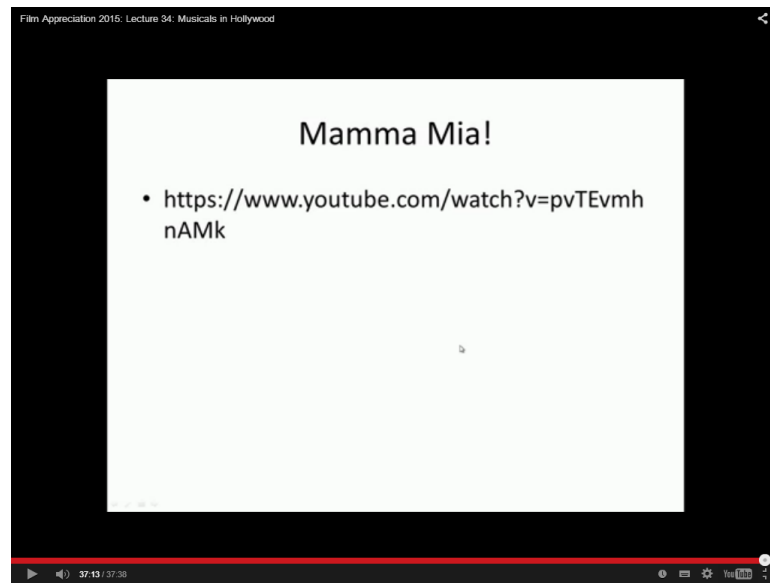 Film Appreciation 2015: Lecture 34: Musicals in Hollywood
Mamma Mia!
• https://www.youtube.com/watch?v=pvTEvmh
nAMk
37:13 / 37:38
YouTube